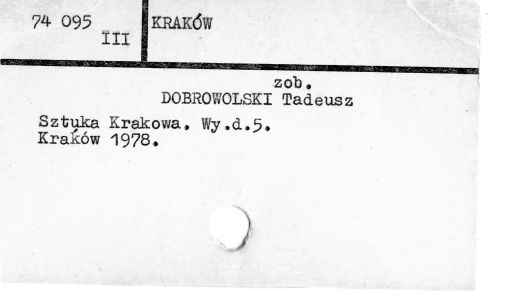 74 095
III
KRAKÓW
zob.
DOBROWOLSKI Tadeusz
Sztuka Krakowa. Wy.d.5.
Kraków 1978.